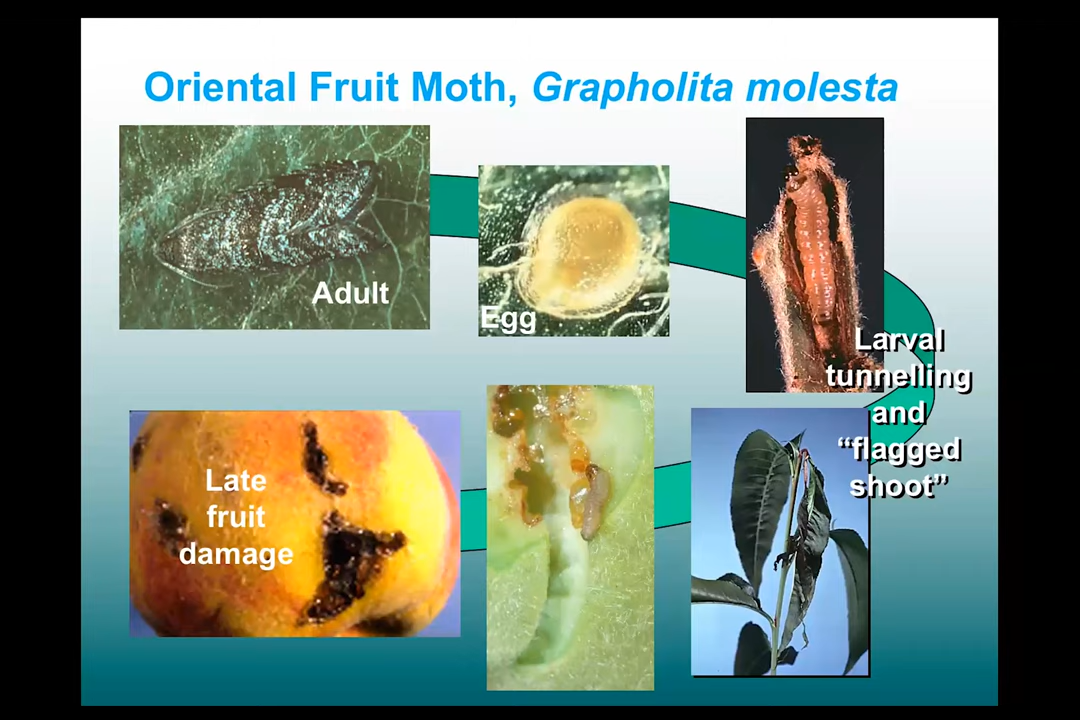 Oriental Fruit Moth, Grapholita molesta
Adult
Egg
Larval
tunnelling
and
“flagged
shoot”
Late
fruit
damage